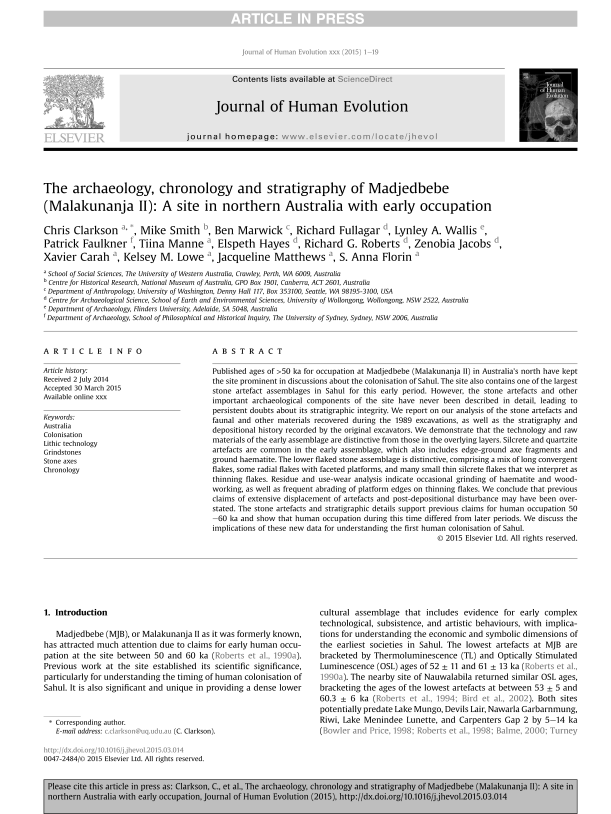 ARTICLE IN PRESS
Journal of Human Evolution xxx (2015) 1–19
Contents lists available at ScienceDirect
Journal of Human Evolution
journal homepage: www.elsevier.com/locate/jhevol
ELSEVIER
Journal of Human Evolution
The archaeology, chronology and stratigraphy of Madjedbebe
(Malakunanja II): A site in northern Australia with early occupation
Chris Clarkson a, *, Mike Smith b, Ben Marwick c, Richard Fullagar d, Lynley A. Wallis e,
Patrick Faulkner f, Tiina Manne a, Elspeth Hayes d, Richard G. Roberts d, Zenobia Jacobs d,
Xavier Carah a, Kelsey M. Lowe a, Jacqueline Matthews a, S. Anna Florin a
a School of Social Sciences, The University of Western Australia, Crawley, Perth, WA 6009, Australia
b Centre for Historical Research, National Museum of Australia, GPO Box 1901, Canberra, ACT 2601, Australia
c Department of Anthropology, University of Washington, Denny Hall 117, Box 353100, Seattle, WA 98195-3100, USA
d Centre for Archaeological Science, School of Earth and Environmental Sciences, University of Wollongong, Wollongong, NSW 2522, Australia
e Department of Archaeology, Flinders University, Adelaide, SA 5048, Australia
f Department of Archaeology, School of Philosophical and Historical Inquiry, The University of Sydney, Sydney, NSW 2006, Australia
ARTICLE INFO
Article history:
Received 2 July 2014
Accepted 30 March 2015
Available online xxx
Keywords:
Australia
Colonisation
Lithic technology
Grindstones
Stone axes
Chronology
ABSTRACT
Published ages of >50 ka for occupation at Madjedbebe (Malakunanja II) in Australia's north have kept
the site prominent in discussions about the colonisation of Sahul. The site also contains one of the largest
stone artefact assemblages in Sahul for this early period. However, the stone artefacts and other
important archaeological components of the site have never been described in detail, leading to
persistent doubts about its stratigraphic integrity. We report on our analysis of the stone artefacts and
faunal and other materials recovered during the 1989 excavations, as well as the stratigraphy and
depositional history recorded by the original excavators. We demonstrate that the technology and raw
materials of the early assemblage are distinctive from those in the overlying layers. Silcrete and quartzite
artefacts are common in the early assemblage, which also includes edge-ground axe fragments and
ground haematite. The lower flaked stone assemblage is distinctive, comprising a mix of long convergent
flakes, some radial flakes with faceted platforms, and many small thin silcrete flakes that we interpret as
thinning flakes. Residue and use-wear analysis indicate occasional grinding of haematite and wood-
working, as well as frequent abrading of platform edges on thinning flakes. We conclude that previous
claims of extensive displacement of artefacts and post-depositional disturbance may have been over-
stated. The stone artefacts and stratigraphic details support previous claims for human occupation 50
–60 ka and show that human occupation during this time differed from later periods. We discuss the
implications of these new data for understanding the first human colonisation of Sahul.
© 2015 Elsevier Ltd. All rights reserved.
1. Introduction
Madjedbebe (MJB), or Malakunanja II as it was formerly known,
has attracted much attention due to claims for early human occu-
pation at the site between 50 and 60 ka (Roberts et al., 1990a).
Previous work at the site established its scientific significance,
particularly for understanding the timing of human colonisation of
Sahul. It is also significant and unique in providing a dense lower
cultural assemblage that includes evidence for early complex
technological, subsistence, and artistic behaviours, with implica-
tions for understanding the economic and symbolic dimensions of
the earliest societies in Sahul. The lowest artefacts at MJB are
bracketed by Thermoluminescence (TL) and Optically Stimulated
Luminescence (OSL) ages of 52 ± 11 and 61 ± 13 ka (Roberts et al.,
1990a). The nearby site of Nauwalabila returned similar OSL ages,
bracketing the ages of the lowest artefacts at between 53 ± 5 and
60.3 ± 6 ka (Roberts et al., 1994; Bird et al., 2002). Both sites
potentially predate Lake Mungo, Devils Lair, Nawarla Garbarnmung,
Riwi, Lake Menindee Lunette, and Carpenters Gap 2 by 5–14 ka
(Bowler and Price, 1998; Roberts et al., 1998; Balme, 2000; Turney
* Corresponding author.
E-mail address: c.clarkson@uq.udu.au (C. Clarkson).
http://dx.doi.org/10.1016/j.jhevol.2015.03.014
0047-2484/© 2015 Elsevier Ltd. All rights reserved.
Please cite this article in press as: Clarkson, C., et al., The archaeology, chronology and stratigraphy of Madjedbebe (Malakunanja II): A site in
northern Australia with early occupation, Journal of Human Evolution (2015), http://dx.doi.org/10.1016/j.jhevol.2015.03.014